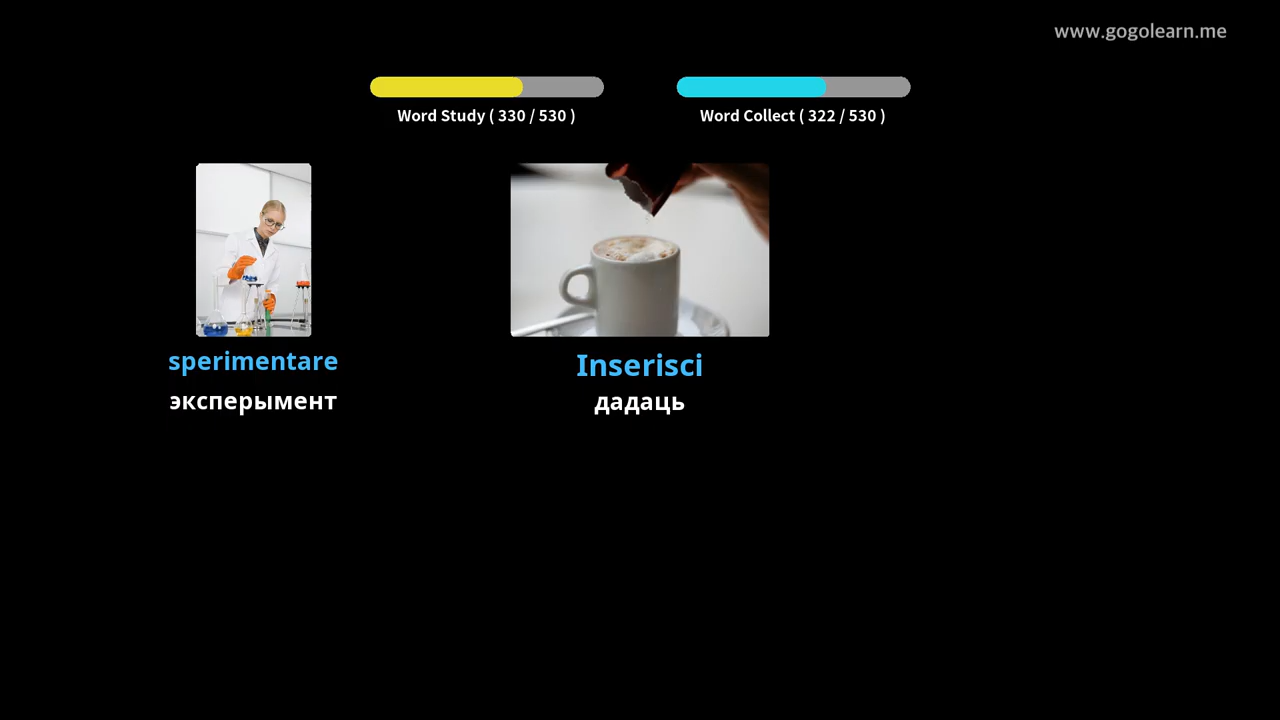 www.gogolearn.me
Word Study ( 330 / 530 )
Word Collect ( 322 / 530 )
sperimentare
эксперымент
Inserisci
дадаць